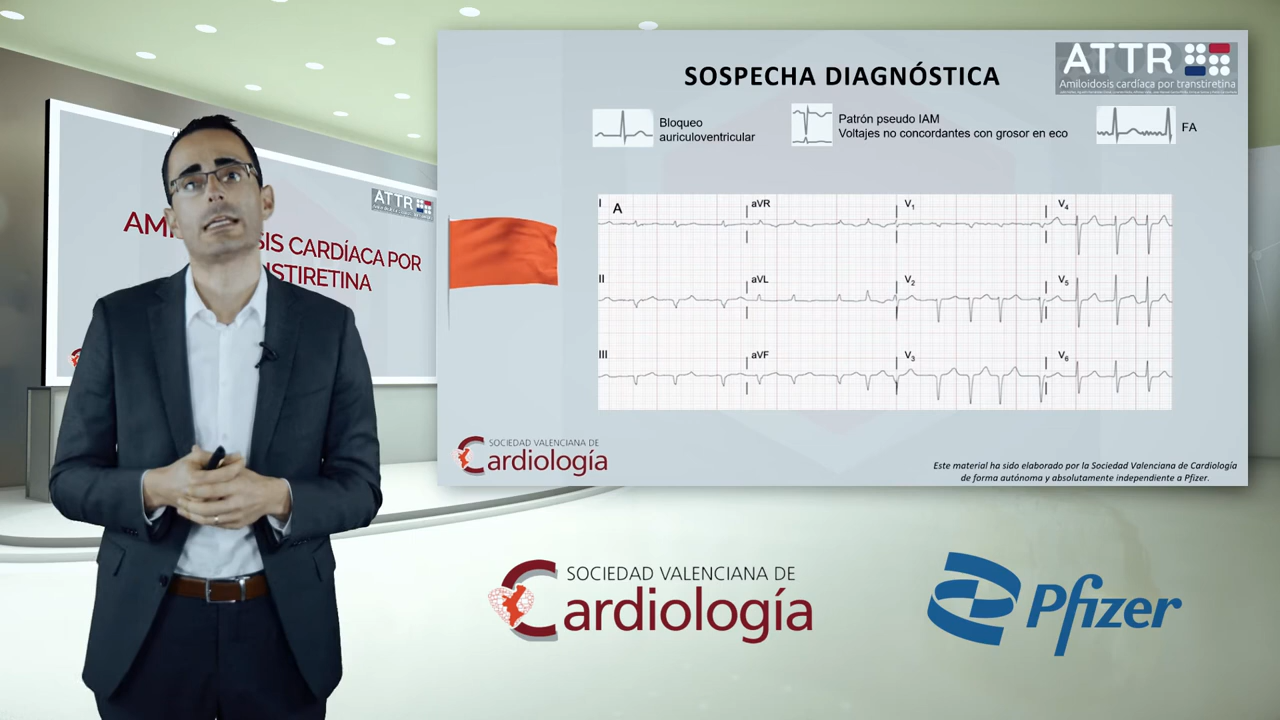 SOSPECHA DIAGNÓSTICA
ATTR
Amiloidosis cardíaca por transtiretina
Bloqueo
auriculoventricular
Patrón pseudo IAM
Voltajes no concordantes con grosor en eco
FA
I
A
aVR
V1
V4
II
aVL
V2
V5
III
aVF
V3
V6
SOCIEDAD VALENCIANA DE
Cardiología
Este material ha sido elaborado por la Sociedad Valenciana de Cardiología
de forma autónoma y absolutamente independiente a Pfizer.
ATTR
SIS CARDÍACA POR
SOCIEDAD VALENCIANA DE
Cardiología
Pfizer